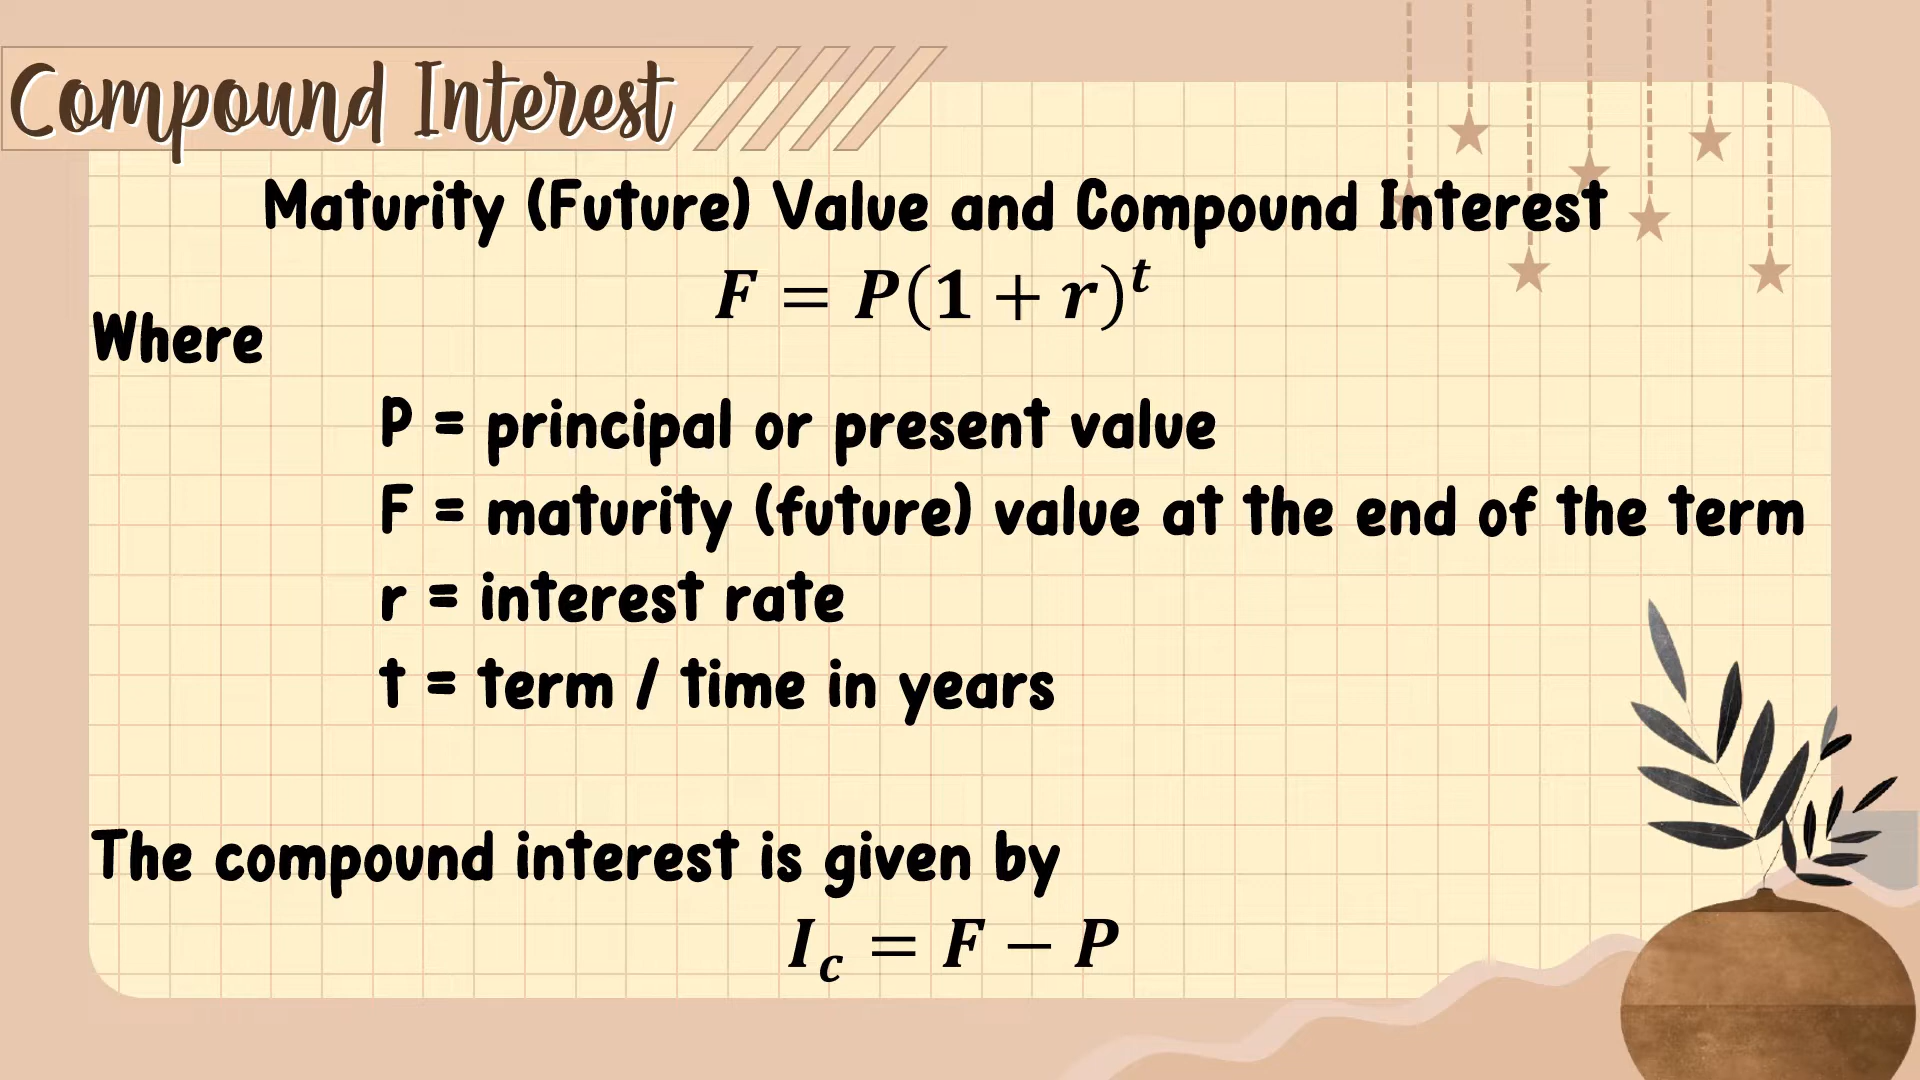 Compound Interest
Maturity (Future) Value and Compound Interest
F = P(1 + r)^t
Where
P = principal or present value
F = maturity (future) value at the end of the term
r = interest rate
t = term / time in years
The compound interest is given by
I_c = F − P